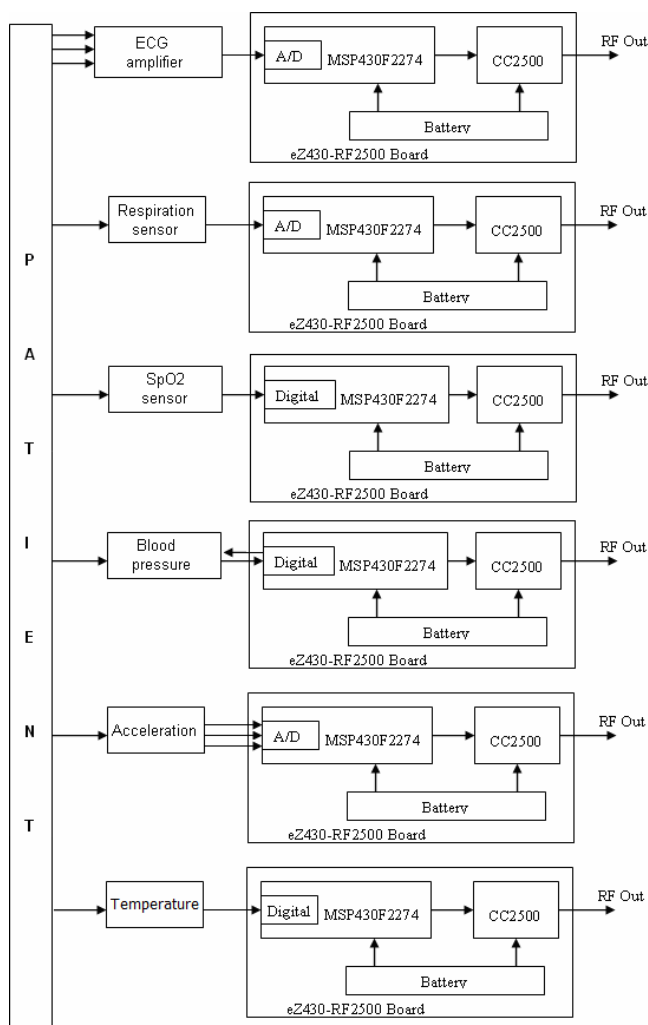 PATIENT
ECG
amplifier
A/D
MSP430F2274
CC2500
RF Out
Battery
eZ430-RF2500 Board
Respiration
sensor
A/D
MSP430F2274
CC2500
RF Out
Battery
eZ430-RF2500 Board
SpO2
sensor
Digital
MSP430F2274
CC2500
RF Out
Battery
eZ430-RF2500 Board
Blood
pressure
Digital
MSP430F2274
CC2500
RF Out
Battery
eZ430-RF2500 Board
Acceleration
A/D
MSP430F2274
CC2500
RF Out
Battery
eZ430-RF2500 Board
Temperature
Digital
MSP430F2274
CC2500
RF Out
Battery
eZ430-RF2500 Board